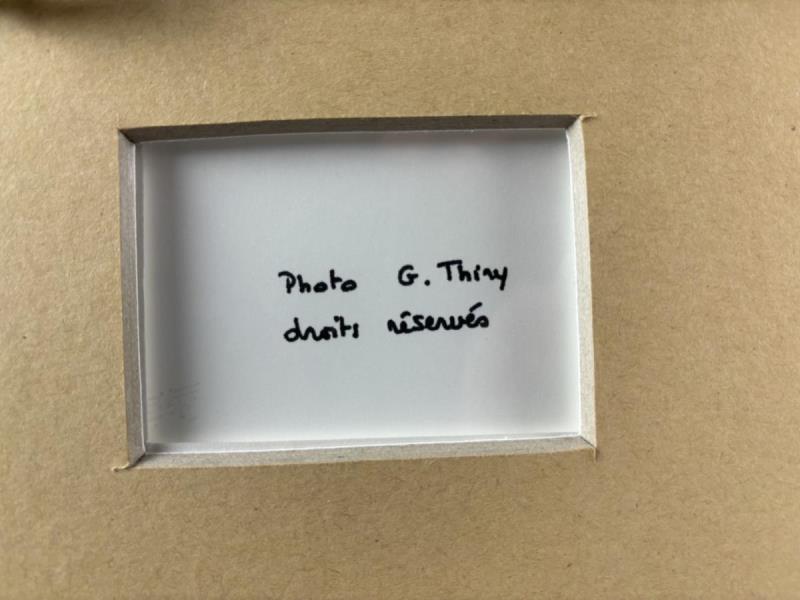 Photo G. Thiry
droits réservés